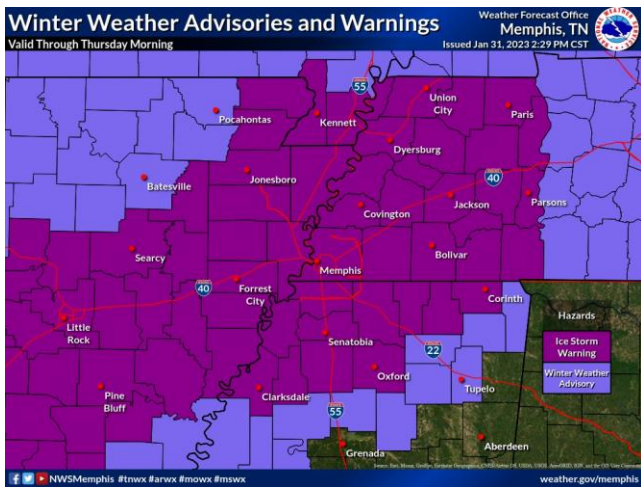 Winter Weather Advisories and Warnings
Valid Through Thursday Morning
Weather Forecast Office
Memphis, TN
Issued Jan 31, 2023 2:29 PM CST
55
Union
City
Pocahontas
Kennett
Paris
Dyersburg
Batesville
Jonesboro
40
Jackson
Parsons
Covington
Searcy
Bolivar
Memphis
40
Forrest
City
Corinth
Little
Rock
Senatobia
22
Hazards
Ice Storm
Warning
Winter Weather
Advisory
Oxford
Tupelo
Pine
Bluff
Clarksdale
55
Grenada
Aberdeen
NWSMemphis #tnwx #arwx #mowx #mswx
weather.gov/memphis